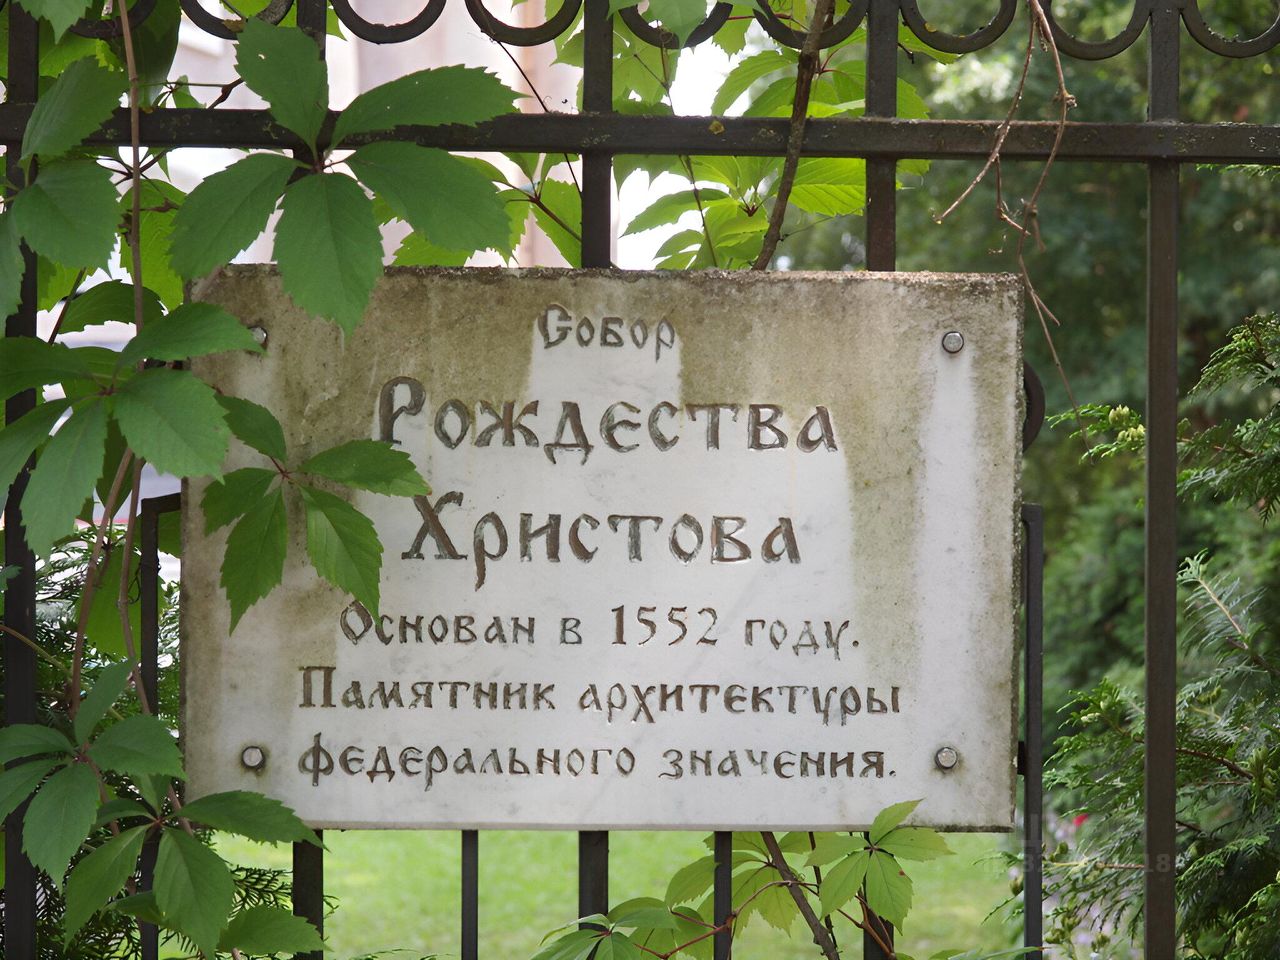 Собор
Рождества
Христова
Основан в 1552 году.
Памятник архитектуры
федерального значения.